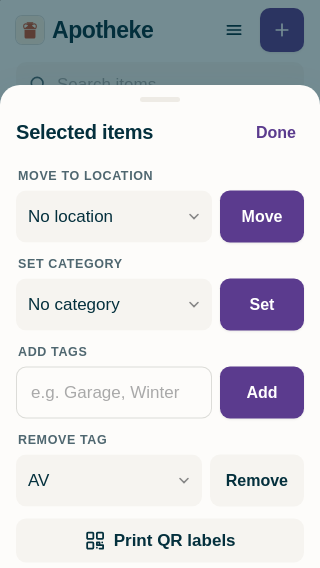 Apotheke
Search items
Selected items
Done
MOVE TO LOCATION
No location
Move
SET CATEGORY
No category
Set
ADD TAGS
e.g. Garage, Winter
Add
REMOVE TAG
AV
Remove
Print QR labels